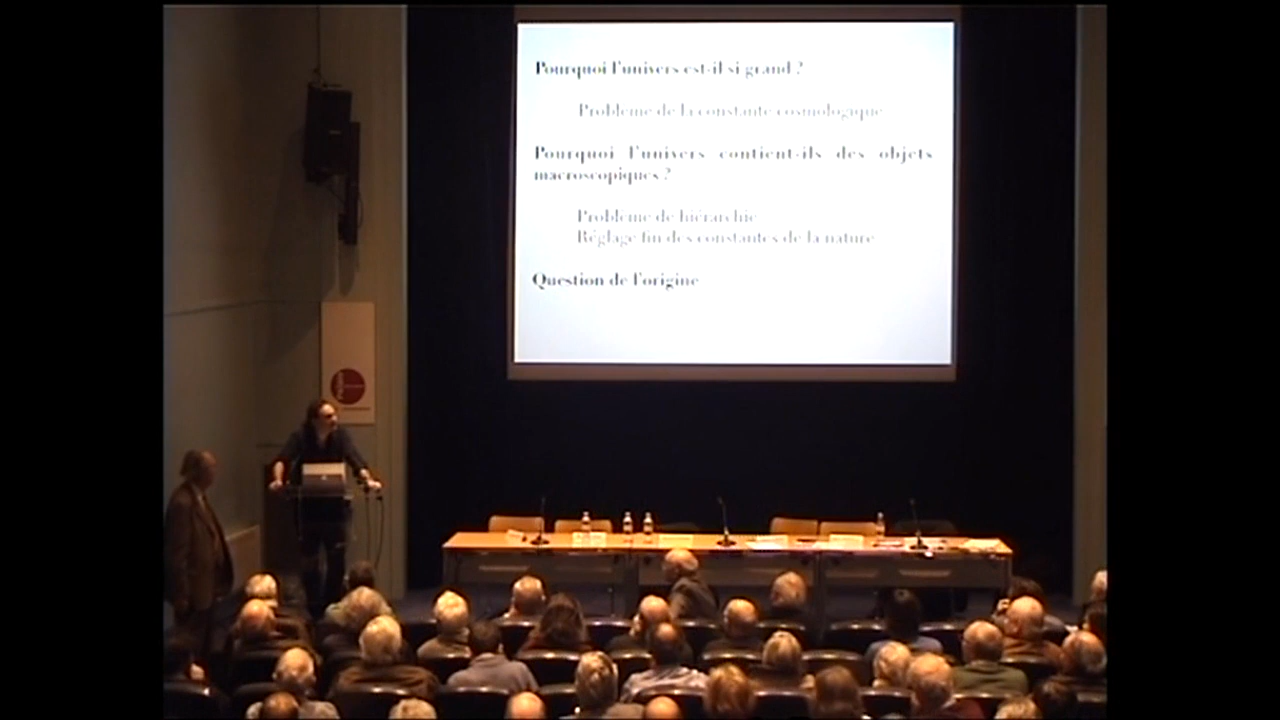 Pourquoi l'univers est-il si grand ?
Problème de la constante cosmologique
Pourquoi l'univers contient-ils des objets
macroscopiques ?
Problème de hiérarchie
Réglage fin des constantes de la nature
Question de l'origine